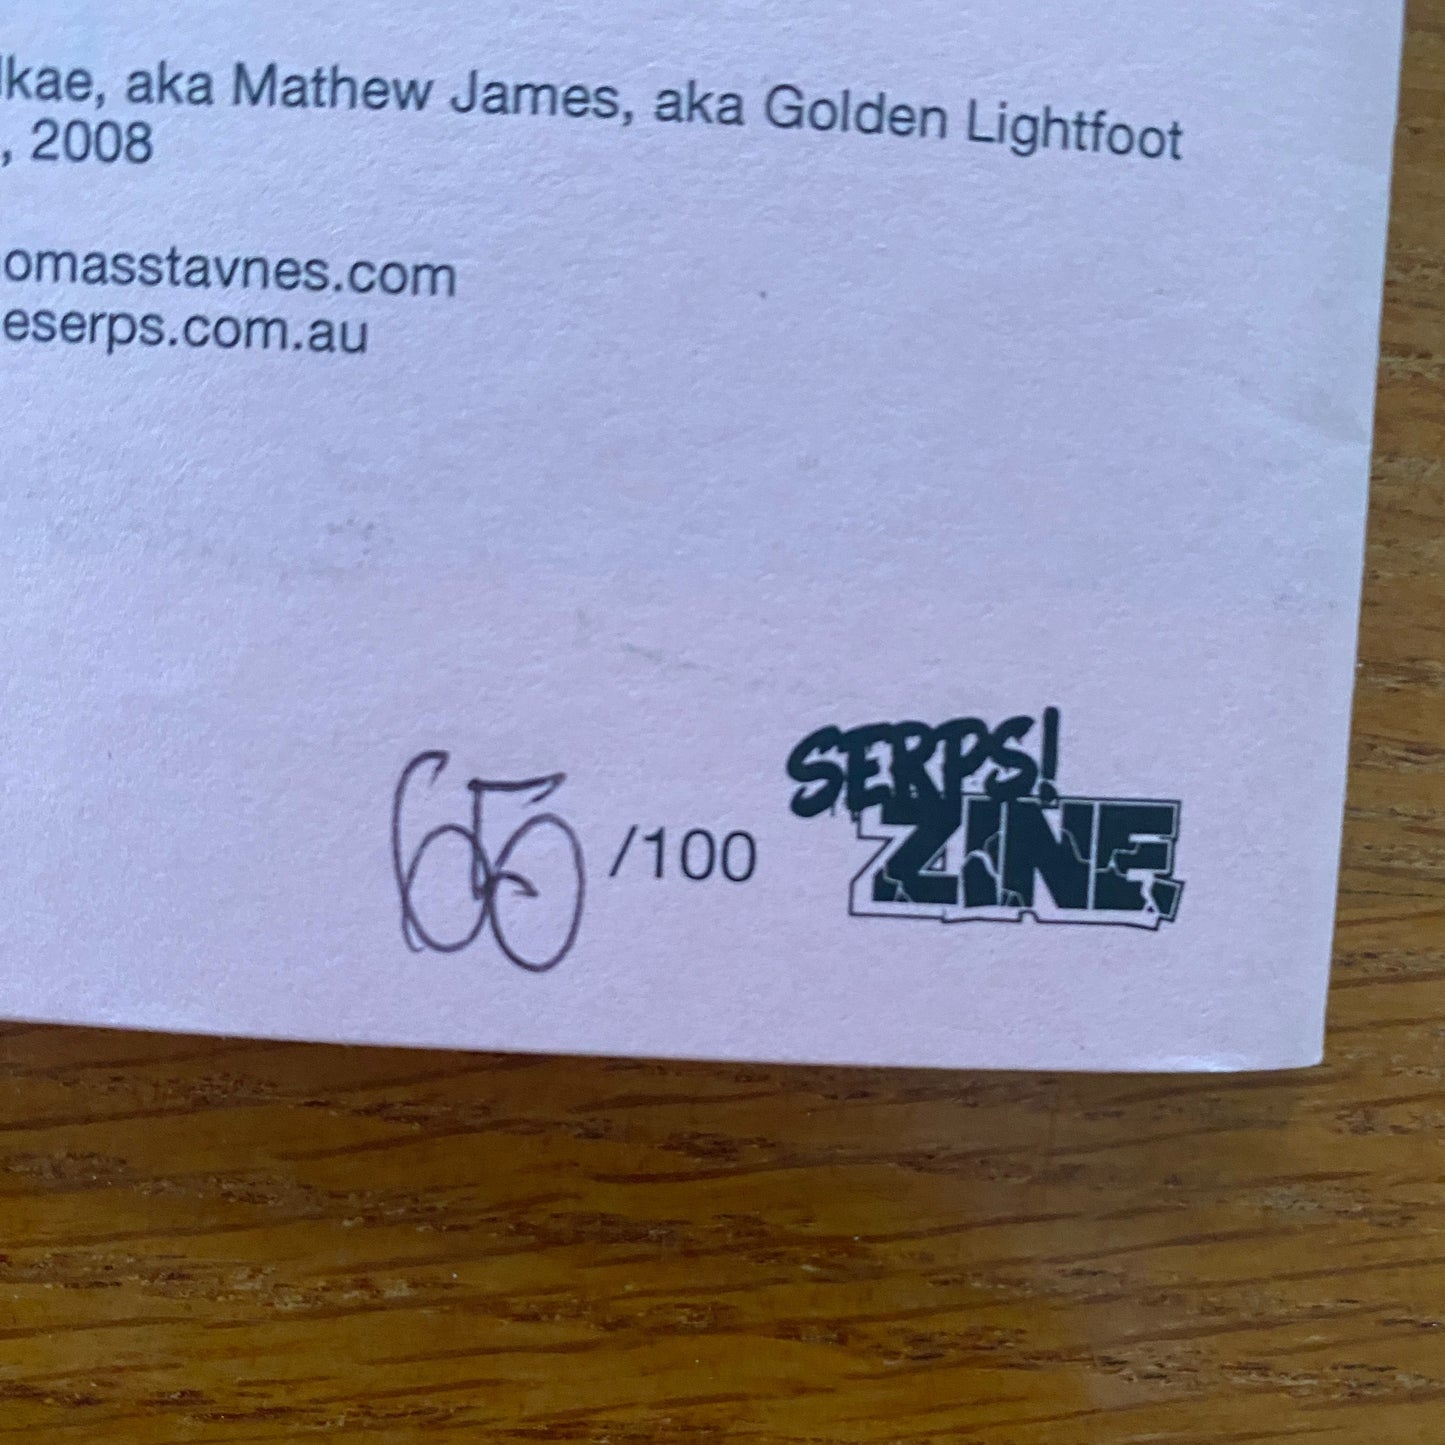 lkae, aka Mathew James, aka Golden Lightfoot
, 2008
omasstavnes.com
eserps.com.au
65 /100
SERPS!
ZINE